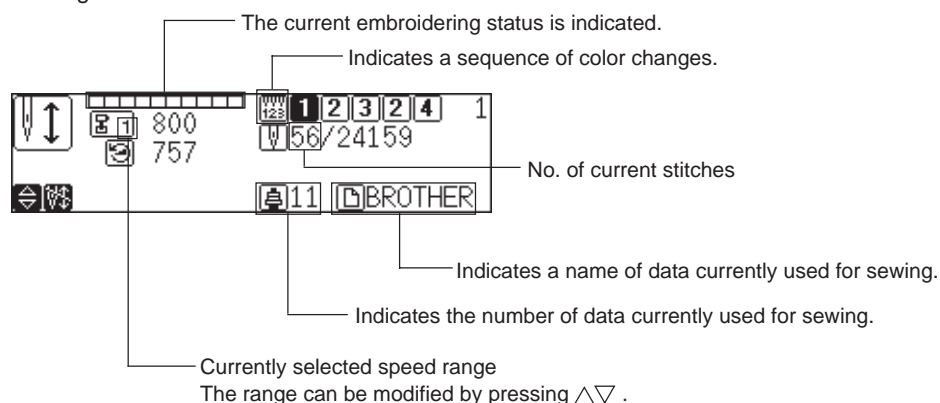 The current embroidering status is indicated.
Indicates a sequence of color changes.
123 1 2 3 2 4 1
1 800
56/24159
757
No. of current stitches
11 BROTHER
Indicates a name of data currently used for sewing.
Indicates the number of data currently used for sewing.
Currently selected speed range
The range can be modified by pressing △▽ .